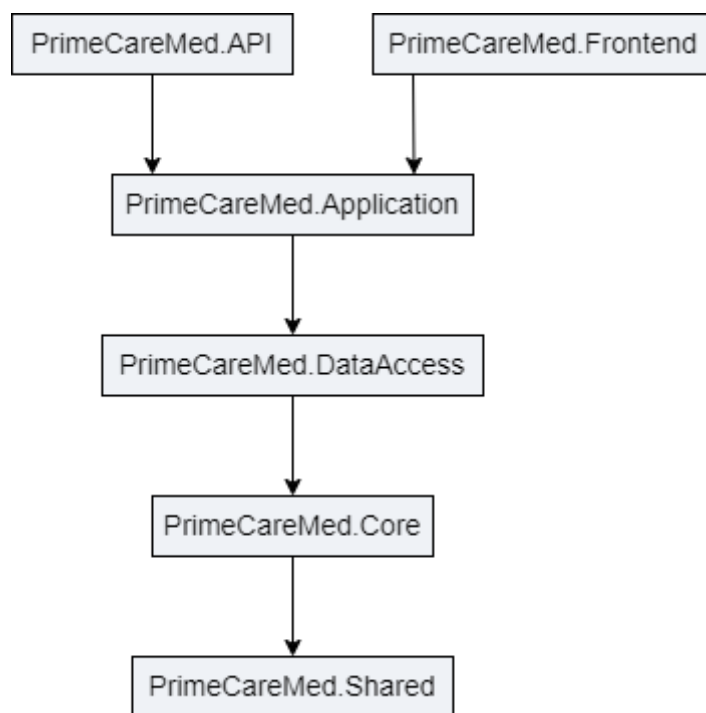 PrimeCareMed.API
PrimeCareMed.Frontend
PrimeCareMed.Application
PrimeCareMed.DataAccess
PrimeCareMed.Core
PrimeCareMed.Shared